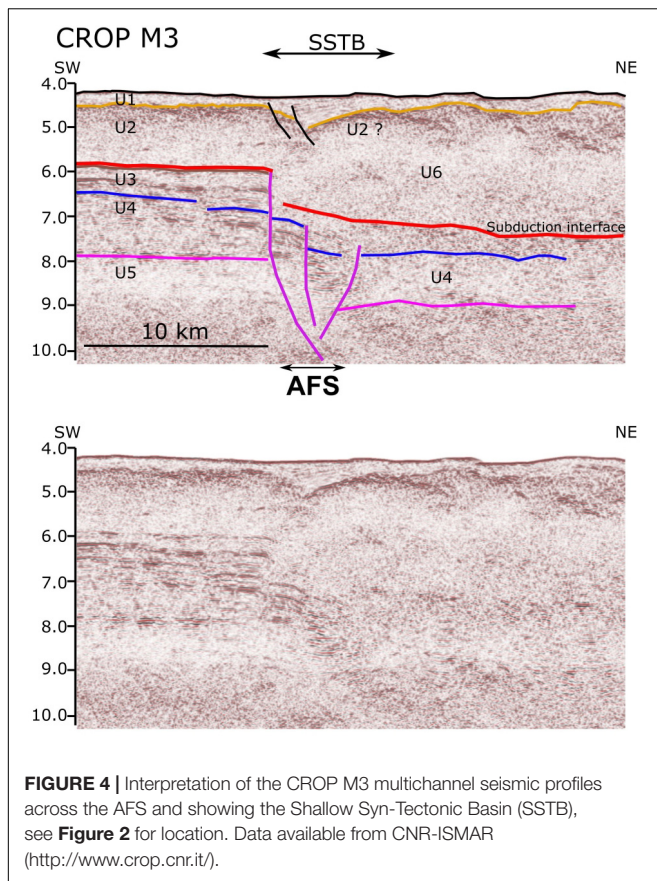 CROP M3
SSTB
SW
NE
4.0
U1
5.0
U2
U2 ?
6.0
U6
U3
7.0
U4
Subduction interface
8.0
U4
U5
9.0
10 km
10.0
AFS
SW
NE
4.0
5.0
6.0
7.0
8.0
9.0
10.0
FIGURE 4 | Interpretation of the CROP M3 multichannel seismic profiles
across the AFS and showing the Shallow Syn-Tectonic Basin (SSTB),
see Figure 2 for location. Data available from CNR-ISMAR
(http://www.crop.cnr.it/).